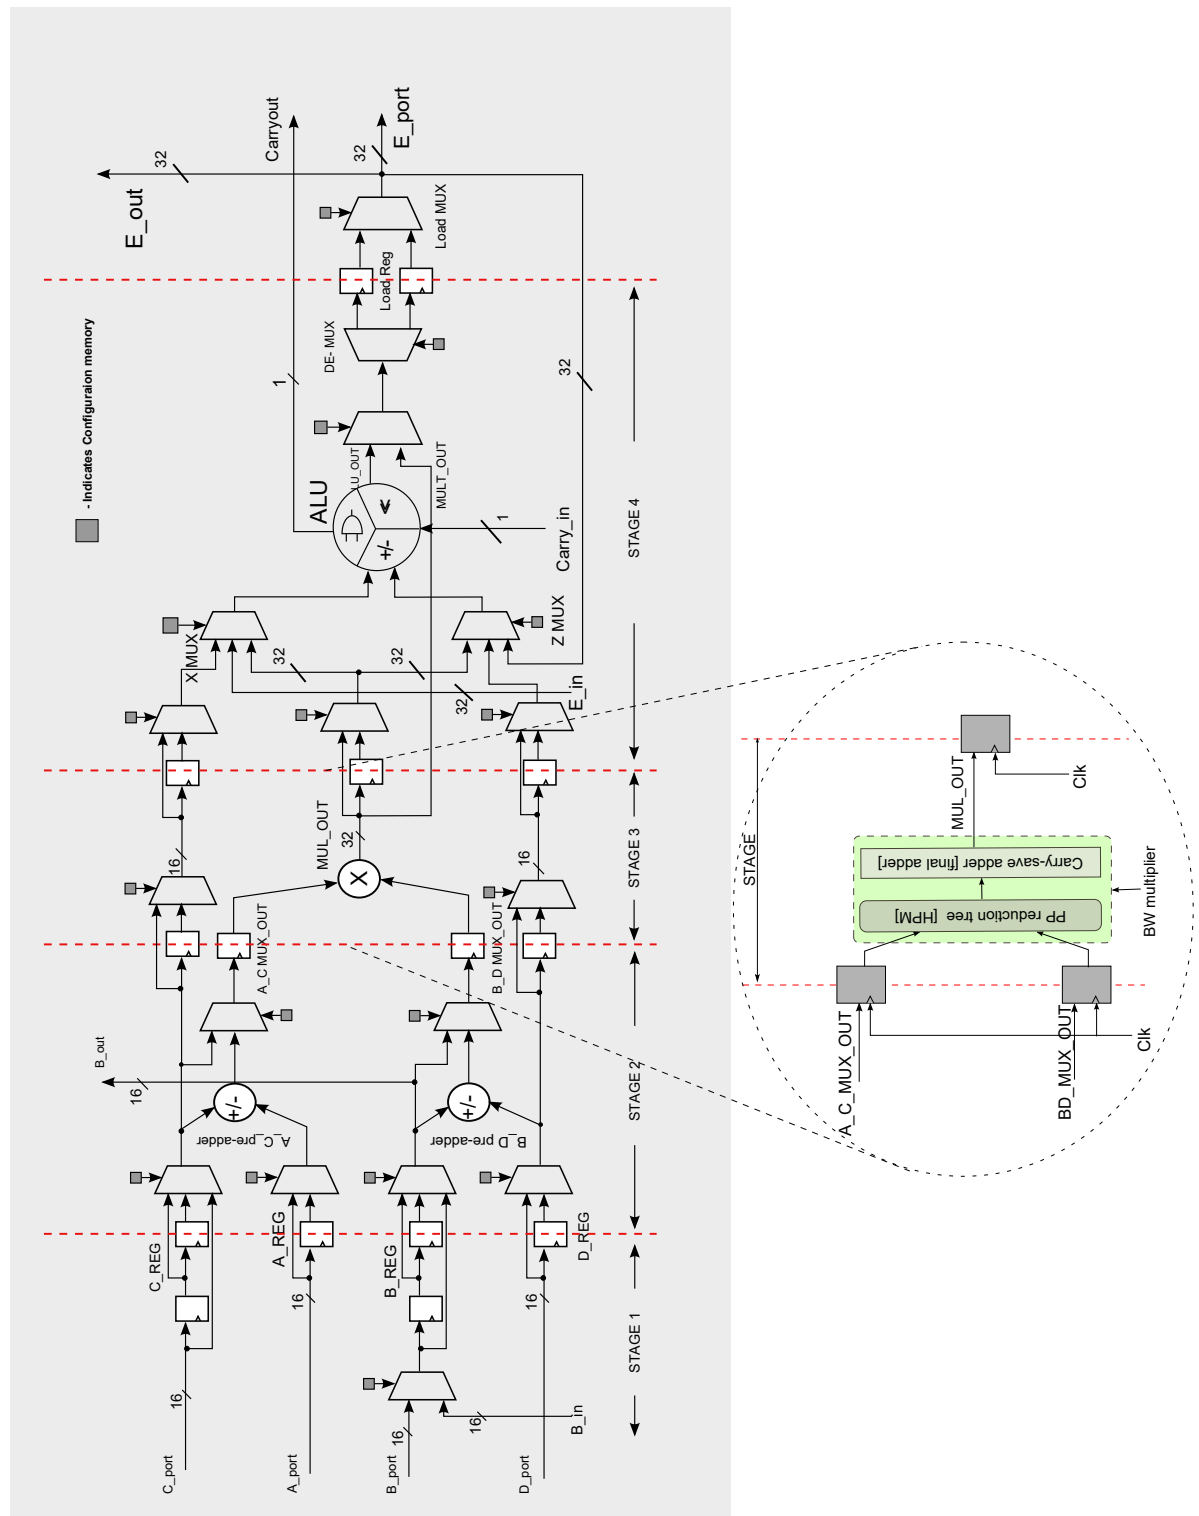 E_out
32
Carryout
32
E_port
Load MUX
Load Reg
DE- MUX
- Indicates Configuraion memory
1
32
LU_OUT
MULT_OUT
ALU
<<
+/-
1
Carry_in
STAGE 4
X MUX
Z MUX
32
32
32
E_in
MUL_OUT
32
X
16
16
STAGE 3
A_C MUX_OUT
B_D MUX_OUT
B_out
16
+/-
A_C_ pre-adder
+/-
B_D pre-adder
STAGE 2
C_REG
A_REG
B_REG
D_REG
16
16
16
16
16
B_in
STAGE 1
C_port
A_port
B_port
D_port
STAGE
MUL_OUT
Clk
Carry-save adder [final adder]
PP reduction tree [HPM]
BW multiplier
A_C_MUX_OUT
BD_MUX_OUT
Clk